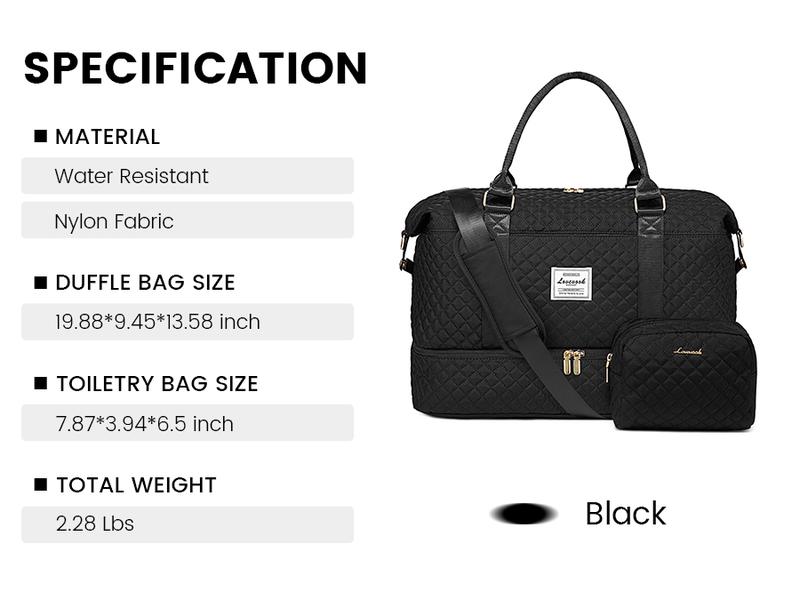 SPECIFICATION
■ MATERIAL
Water Resistant
Nylon Fabric
■ DUFFLE BAG SIZE
19.88*9.45*13.58 inch
■ TOILETRY BAG SIZE
7.87*3.94*6.5 inch
■ TOTAL WEIGHT
2.28 Lbs
Lovevook
Lovevook
Black